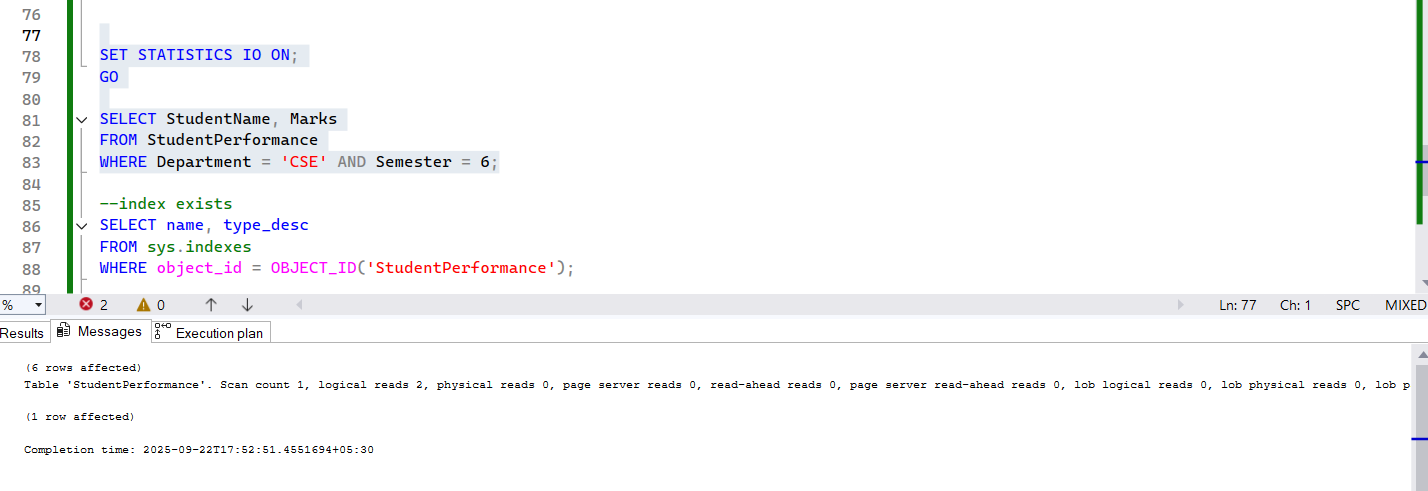 76
77
78 SET STATISTICS IO ON;
79 GO
80
81 SELECT StudentName, Marks
82 FROM StudentPerformance
83 WHERE Department = 'CSE' AND Semester = 6;
84
85 --index exists
86 SELECT name, type_desc
87 FROM sys.indexes
88 WHERE object_id = OBJECT_ID('StudentPerformance');
89
% 2 0 Ln: 77 Ch: 1 SPC MIXED
Results Messages Execution plan
(6 rows affected)
Table 'StudentPerformance'. Scan count 1, logical reads 2, physical reads 0, page server reads 0, read-ahead reads 0, page server read-ahead reads 0, lob logical reads 0, lob physical reads 0, lob p
(1 row affected)
Completion time: 2025-09-22T17:52:51.4551694+05:30